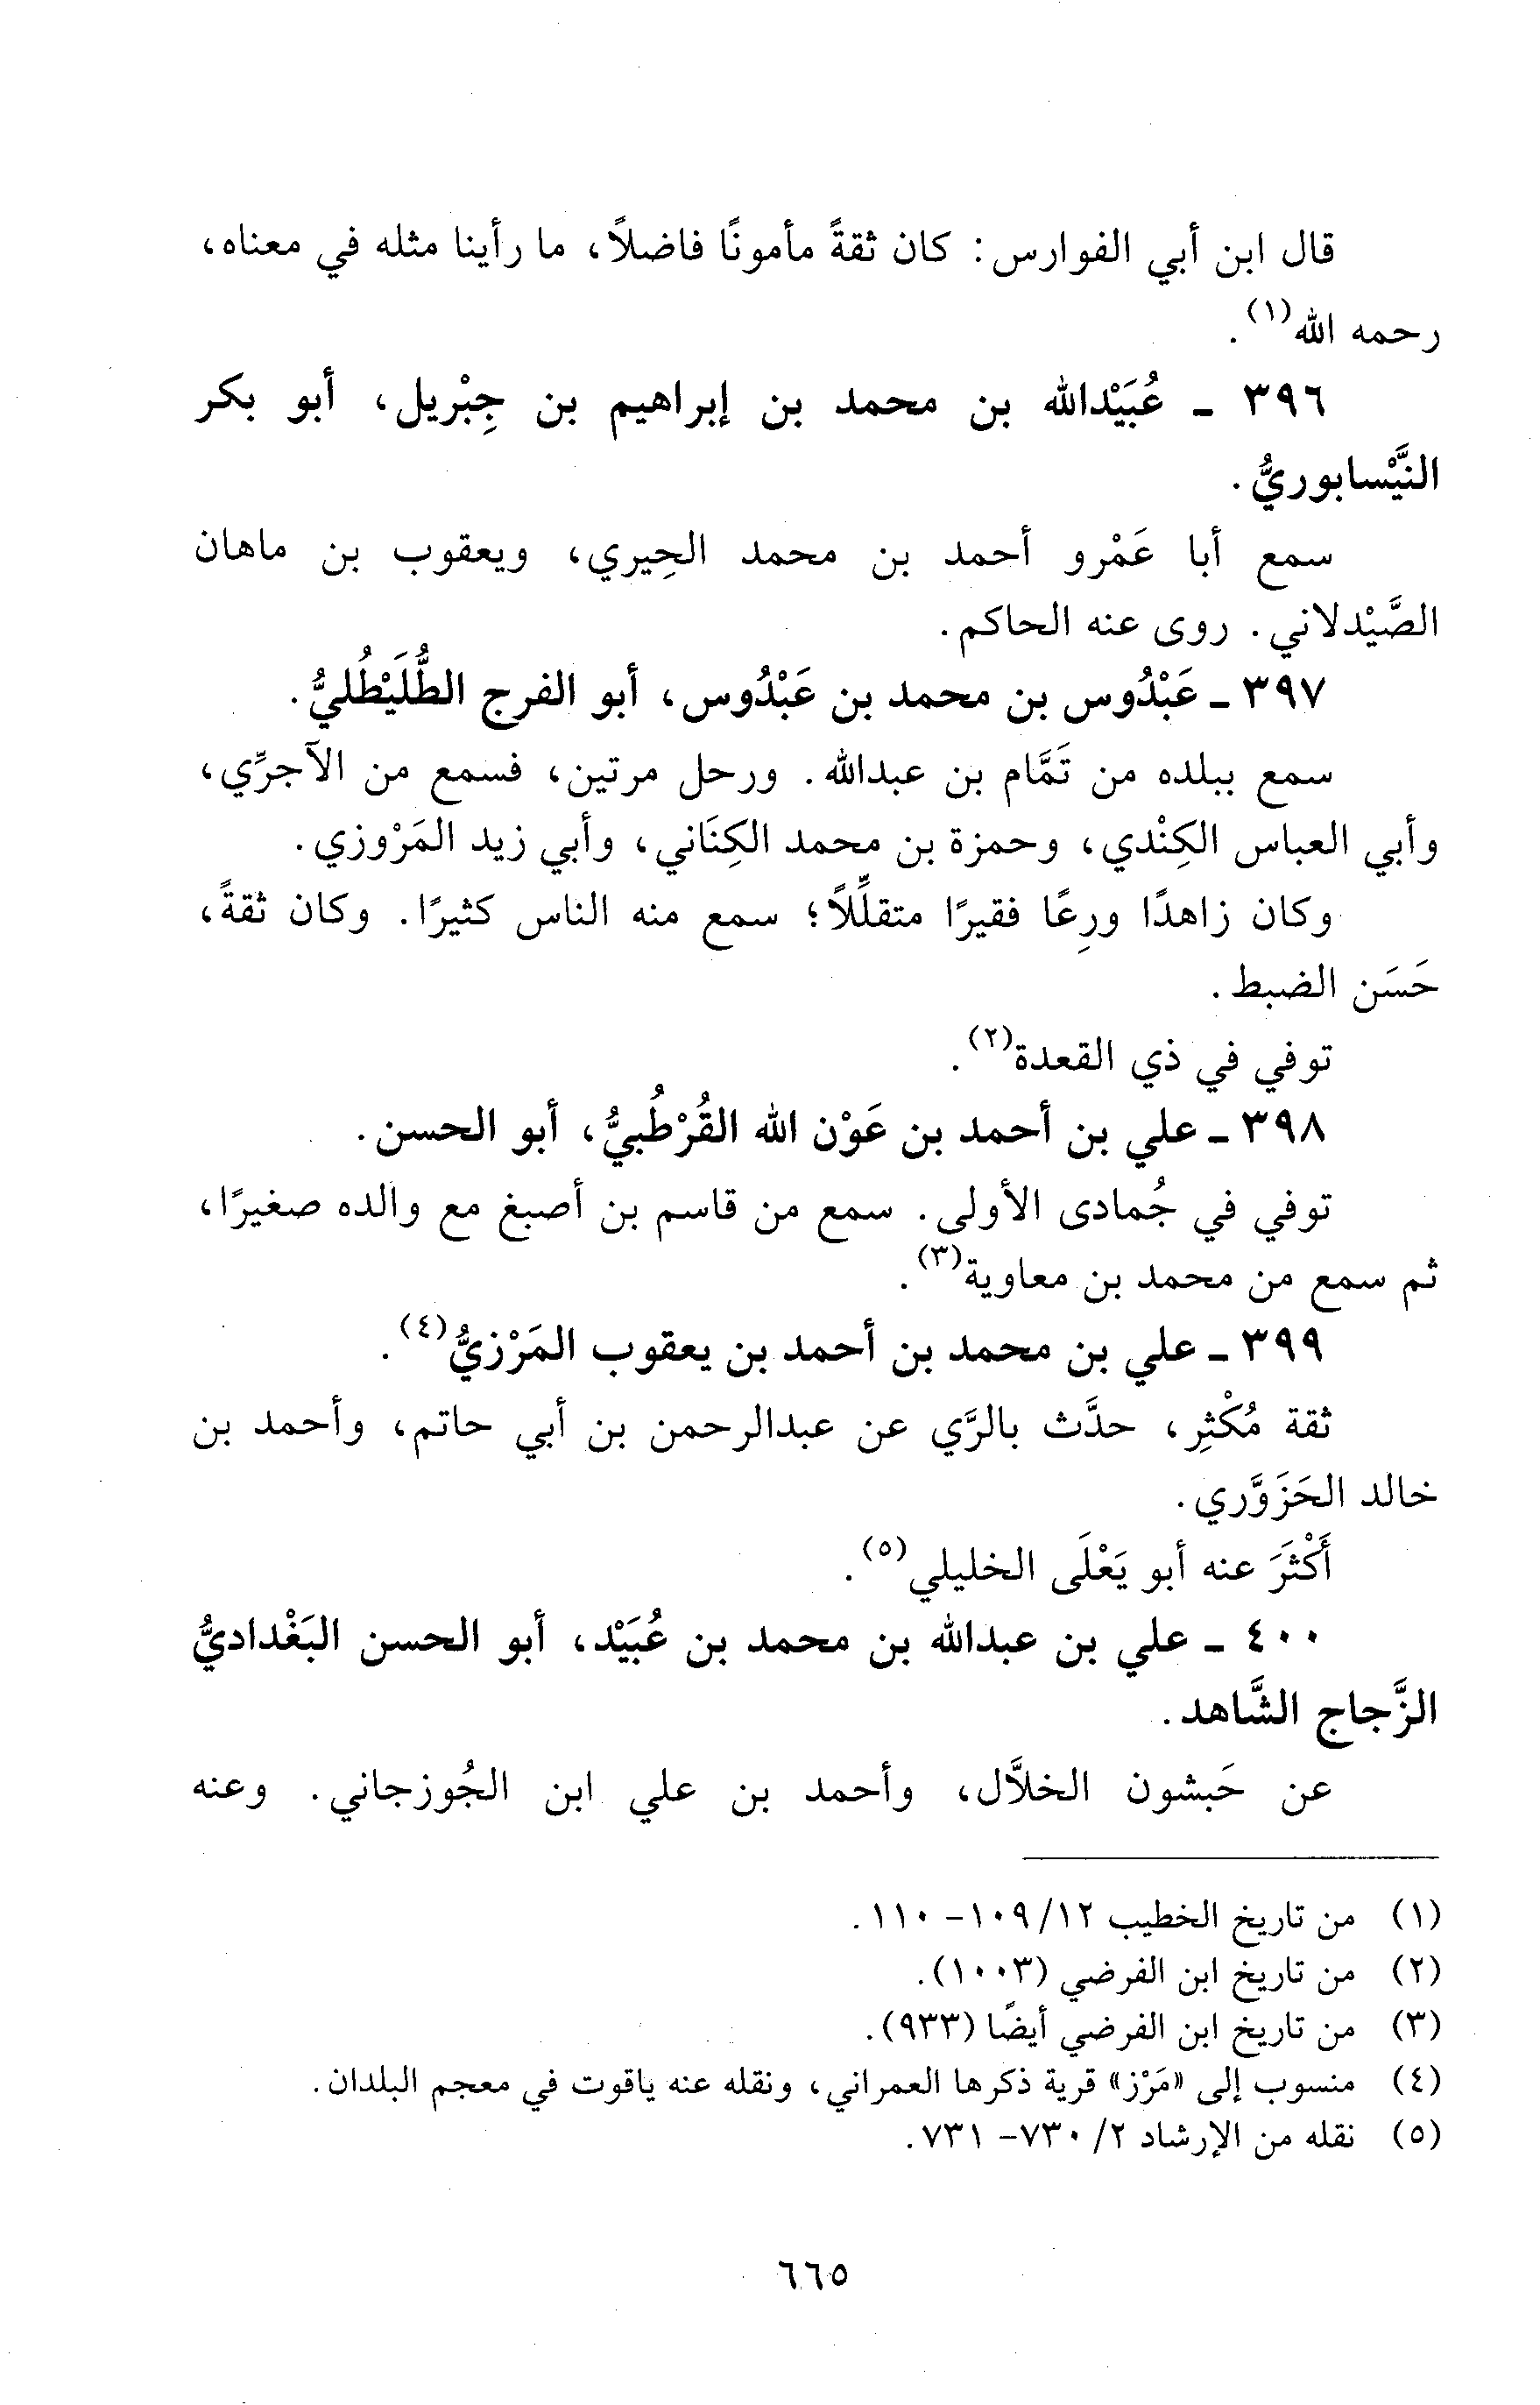 قال ابن أبي الفوارس: كان ثقةً مأمونًا فاضلاً، ما رأينا مثله في معناه،
رحمه الله(١).
٣٩٦ ـ عُبَيْدالله بن محمد بن إبراهيم بن جِبْريل، أبو بكر
النَّيْسابوريُّ.
سمع أبا عَمْرو أحمد بن محمد الحِيري، ويعقوب بن ماهان
الصَّيْدلاني. روى عنه الحاكم.
٣٩٧ ـ عَبْدُوس بن محمد بن عَبْدُوس، أبو الفرج الطُّلَيْطُليُّ.
سمع ببلده من تَمَّام بن عبدالله. ورحل مرتين، فسمع من الآجرِّي،
وأبي العباس الكِنْدي، وحمزة بن محمد الكِنَاني، وأبي زيد المَرْوزي.
وكان زاهدًا ورِعًا فقيرًا متقلِّلاً؛ سمع منه الناس كثيرًا. وكان ثقةً،
حَسَن الضبط.
توفي في ذي القعدة(٢).
٣٩٨ ـ علي بن أحمد بن عَوْن الله القُرْطُبيُّ، أبو الحسن.
توفي في جُمادى الأولى. سمع من قاسم بن أصبغ مع والده صغيرًا،
ثم سمع من محمد بن معاوية(٣).
٣٩٩ ـ علي بن محمد بن أحمد بن يعقوب المَرْزيُّ(٤).
ثقة مُكْثِر، حدَّث بالرَّي عن عبدالرحمن بن أبي حاتم، وأحمد بن
خالد الحَزَوَّري.
أَكْثَرَ عنه أبو يَعْلَى الخليلي(٥).
٤٠٠ ـ علي بن عبدالله بن محمد بن عُبَيْد، أبو الحسن البَغْداديُّ
الزَّجاج الشَّاهد.
عن حَبشون الخلاَّل، وأحمد بن علي ابن الجُوزجاني. وعنه
(١) من تاريخ الخطيب ١٢/ ١٠٩- ١١٠.
(٢) من تاريخ ابن الفرضي (١٠٠٣).
(٣) من تاريخ ابن الفرضي أيضًا (٩٣٣).
(٤) منسوب إلى «مَرْز» قرية ذكرها العمراني، ونقله عنه ياقوت في معجم البلدان.
(٥) نقله من الإرشاد ٢/ ٧٣٠- ٧٣١.
٦٦٥